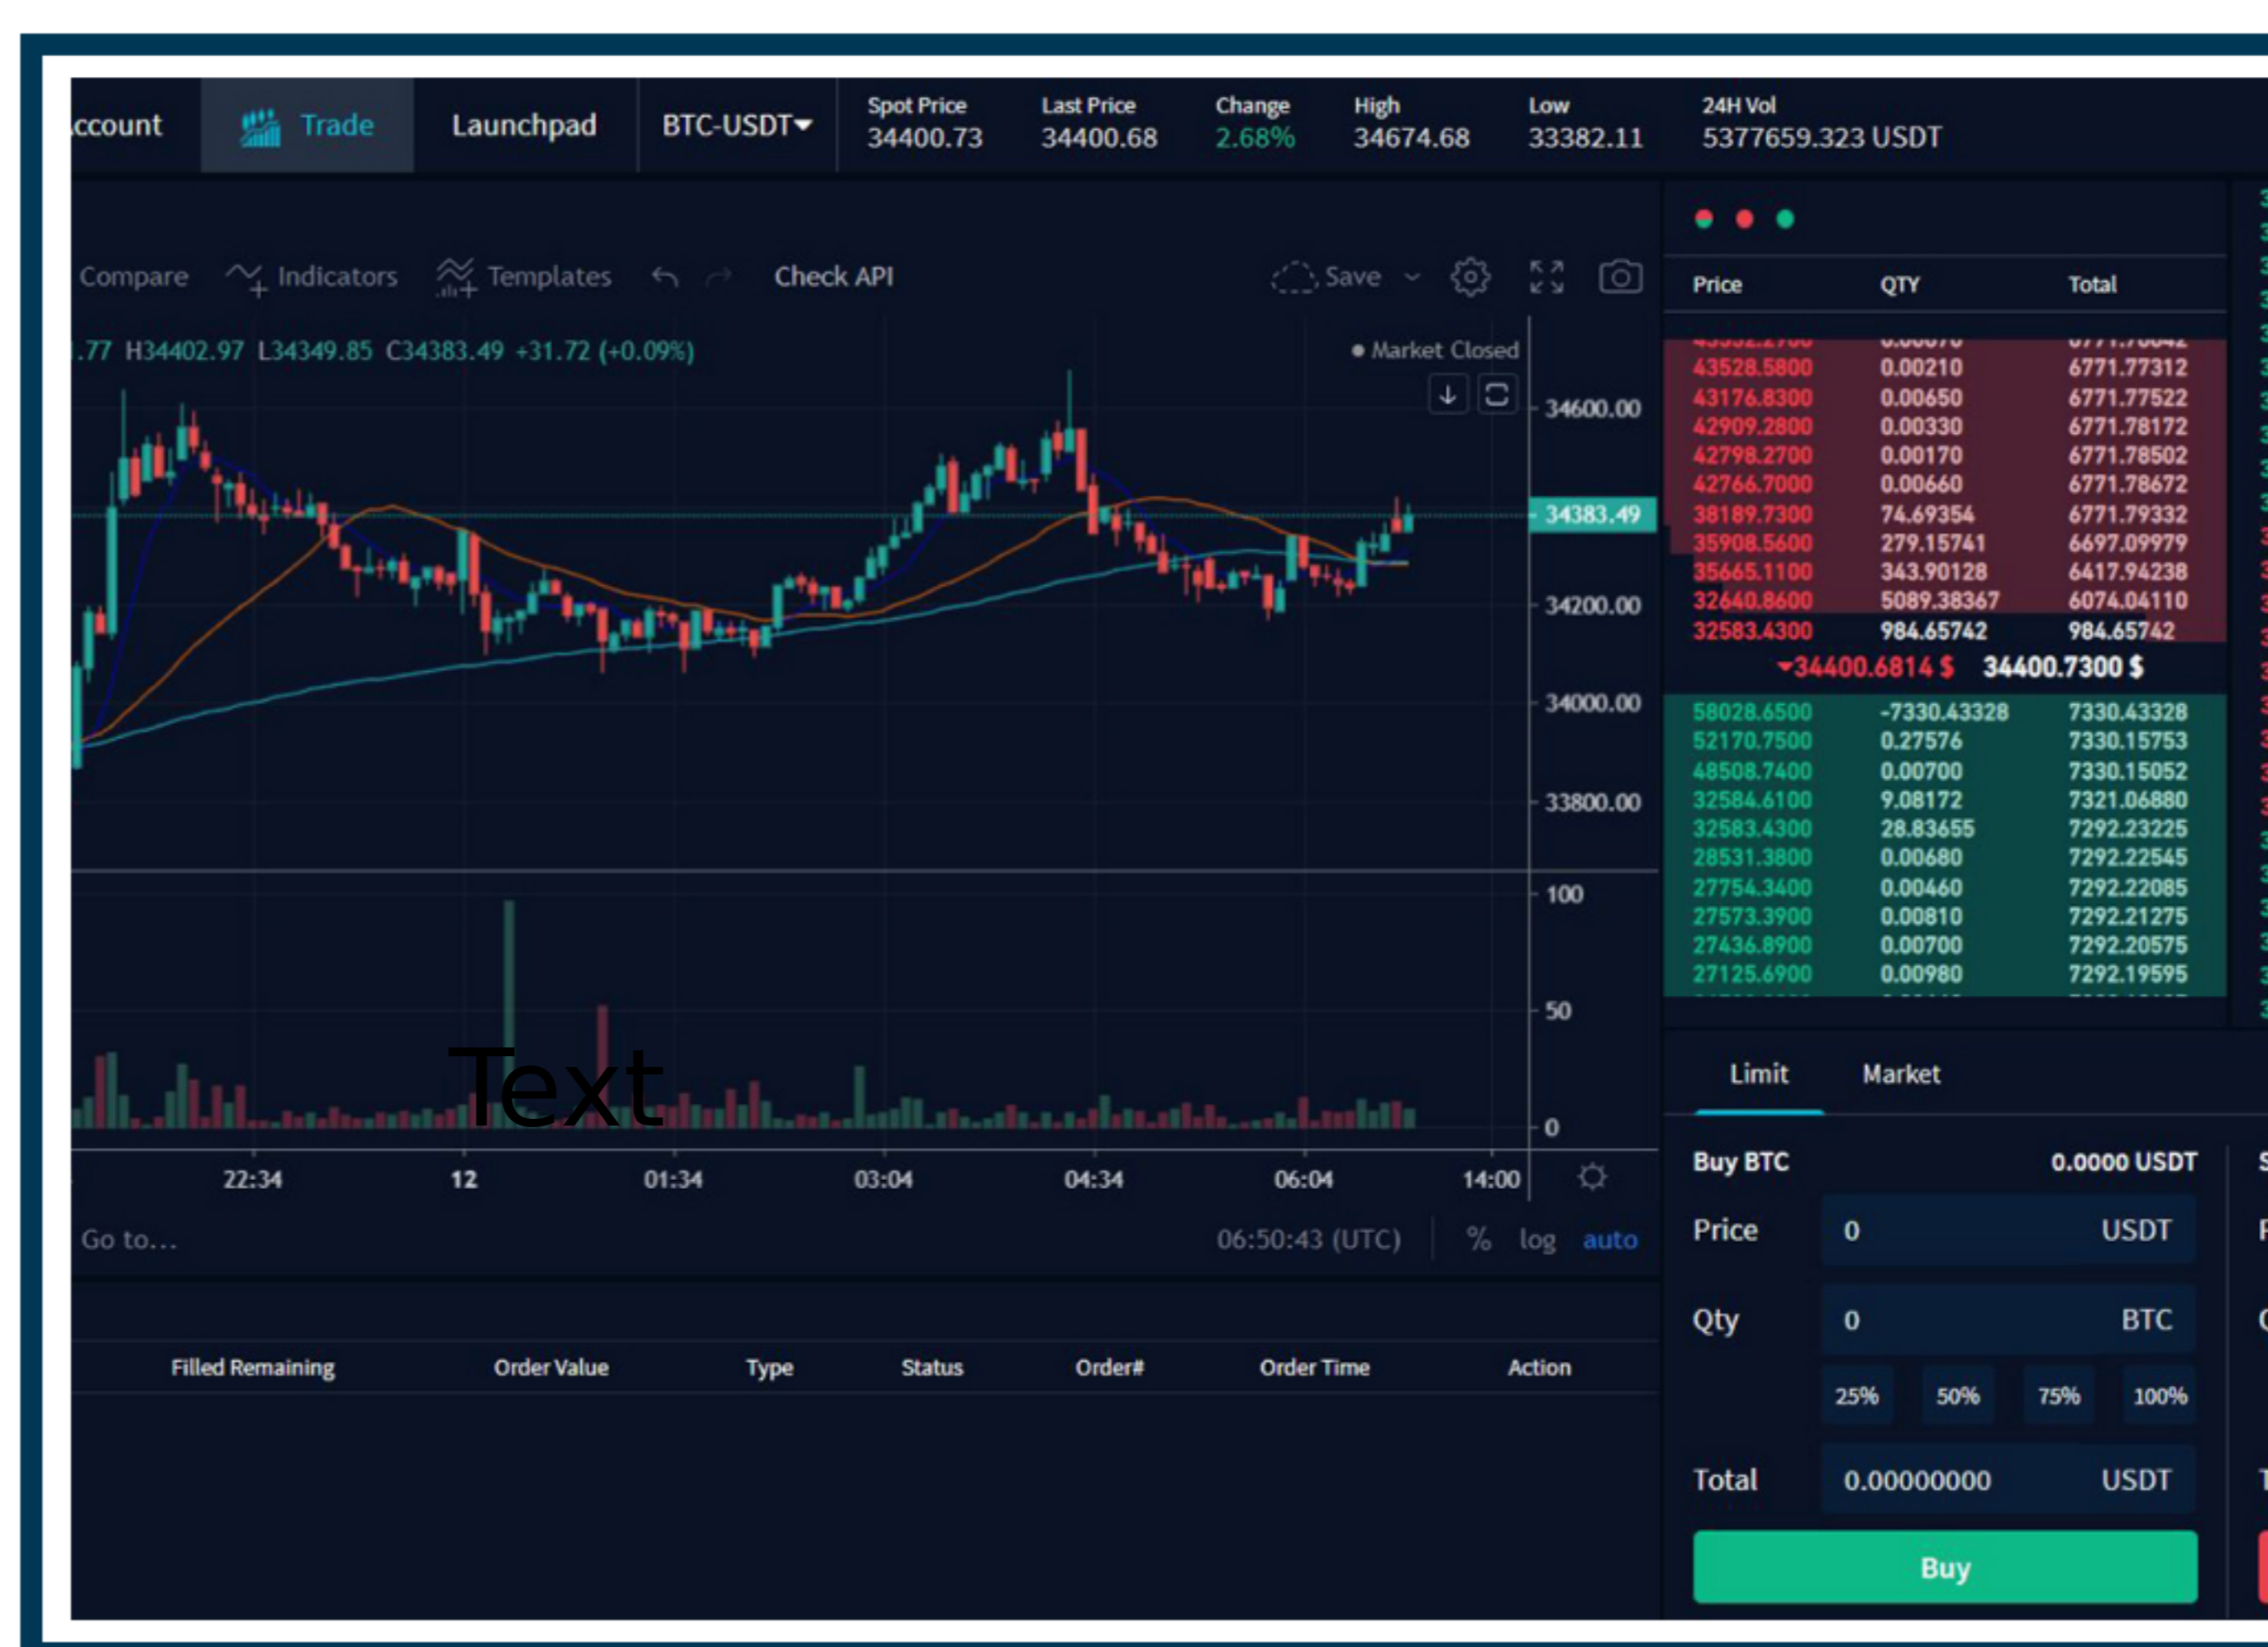 ccount Trade Launchpad BTC-USDT
Spot Price Last Price Change High Low 24H Vol
34400.73 34400.68 2.68% 34674.68 33382.11 5377659.323 USDT
Compare Indicators Templates Check API Save
.77 H34402.97 L34349.85 C34383.49 +31.72 (+0.09%) Market Closed
34600.00
34383.49
34200.00
34000.00
33800.00
100
50
0
Text
22:34 12 01:34 03:04 04:34 06:04 14:00
Go to... 06:50:43 (UTC) % log auto
Filled Remaining Order Value Type Status Order# Order Time Action
Price QTY Total
43528.5800 0.00210 6771.77312
43176.8300 0.00650 6771.77522
42909.2800 0.00330 6771.78172
42798.2700 0.00170 6771.78502
42766.7000 0.00660 6771.78672
38189.7300 74.69354 6771.79332
35908.5600 279.15741 6697.09979
35665.1100 343.90128 6417.94238
32640.8600 5089.38367 6074.04110
32583.4300 984.65742 984.65742
34400.6814 $ 34400.7300 $
58028.6500 -7330.43328 7330.43328
52170.7500 0.27576 7330.15753
48508.7400 0.00700 7330.15052
32584.6100 9.08172 7321.06880
32583.4300 28.83655 7292.23225
28531.3800 0.00680 7292.22545
27754.3400 0.00460 7292.22085
27573.3900 0.00810 7292.21275
27436.8900 0.00700 7292.20575
27125.6900 0.00980 7292.19595
Limit Market
Buy BTC 0.0000 USDT
Price 0 USDT
Qty 0 BTC
25% 50% 75% 100%
Total 0.00000000 USDT
Buy